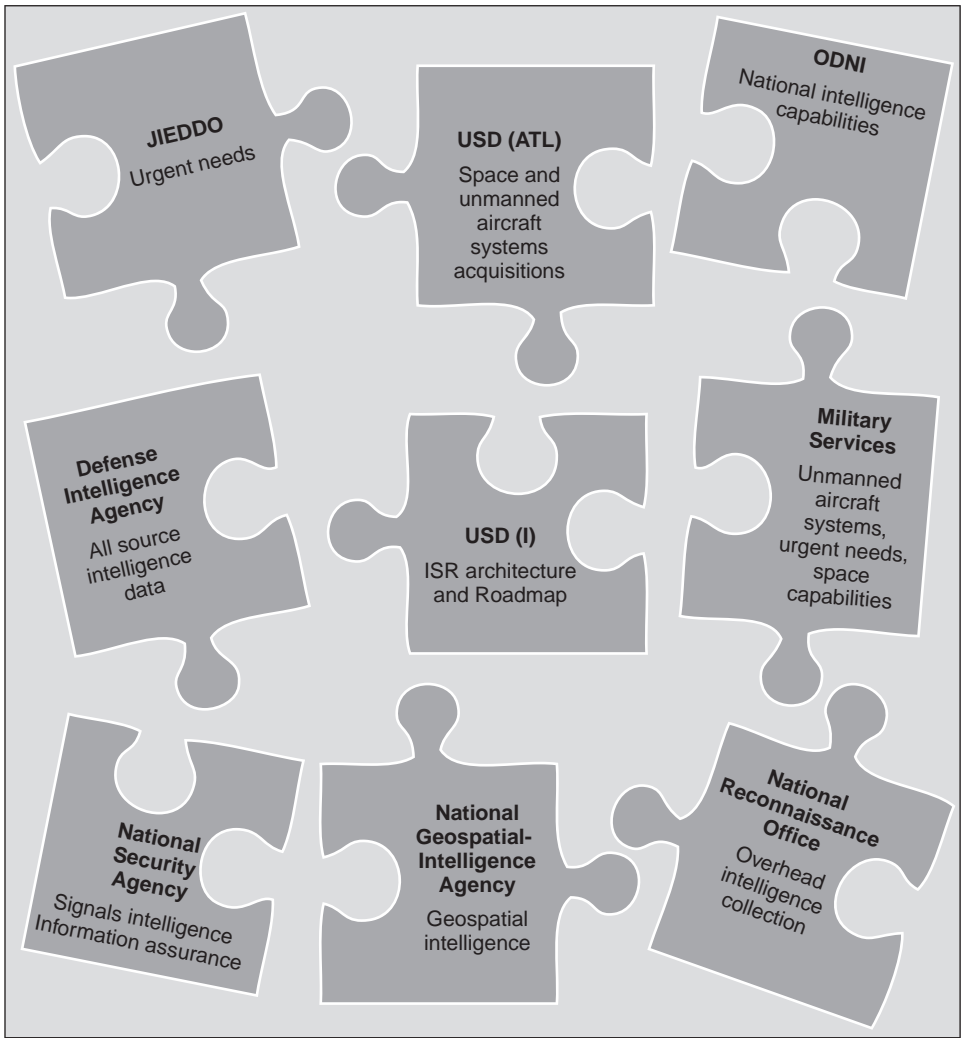 JIEDDO
Urgent needs
USD (ATL)
Space and
unmanned
aircraft
systems
acquisitions
ODNI
National intelligence
capabilities
Defense
Intelligence
Agency
All source
intelligence
data
USD (I)
ISR architecture
and Roadmap
Military
Services
Unmanned
aircraft
systems,
urgent needs,
space
capabilities
National
Security
Agency
Signals intelligence
Information assurance
National
Geospatial-
Intelligence
Agency
Geospatial
intelligence
National
Reconnaissance
Office
Overhead
intelligence
collection